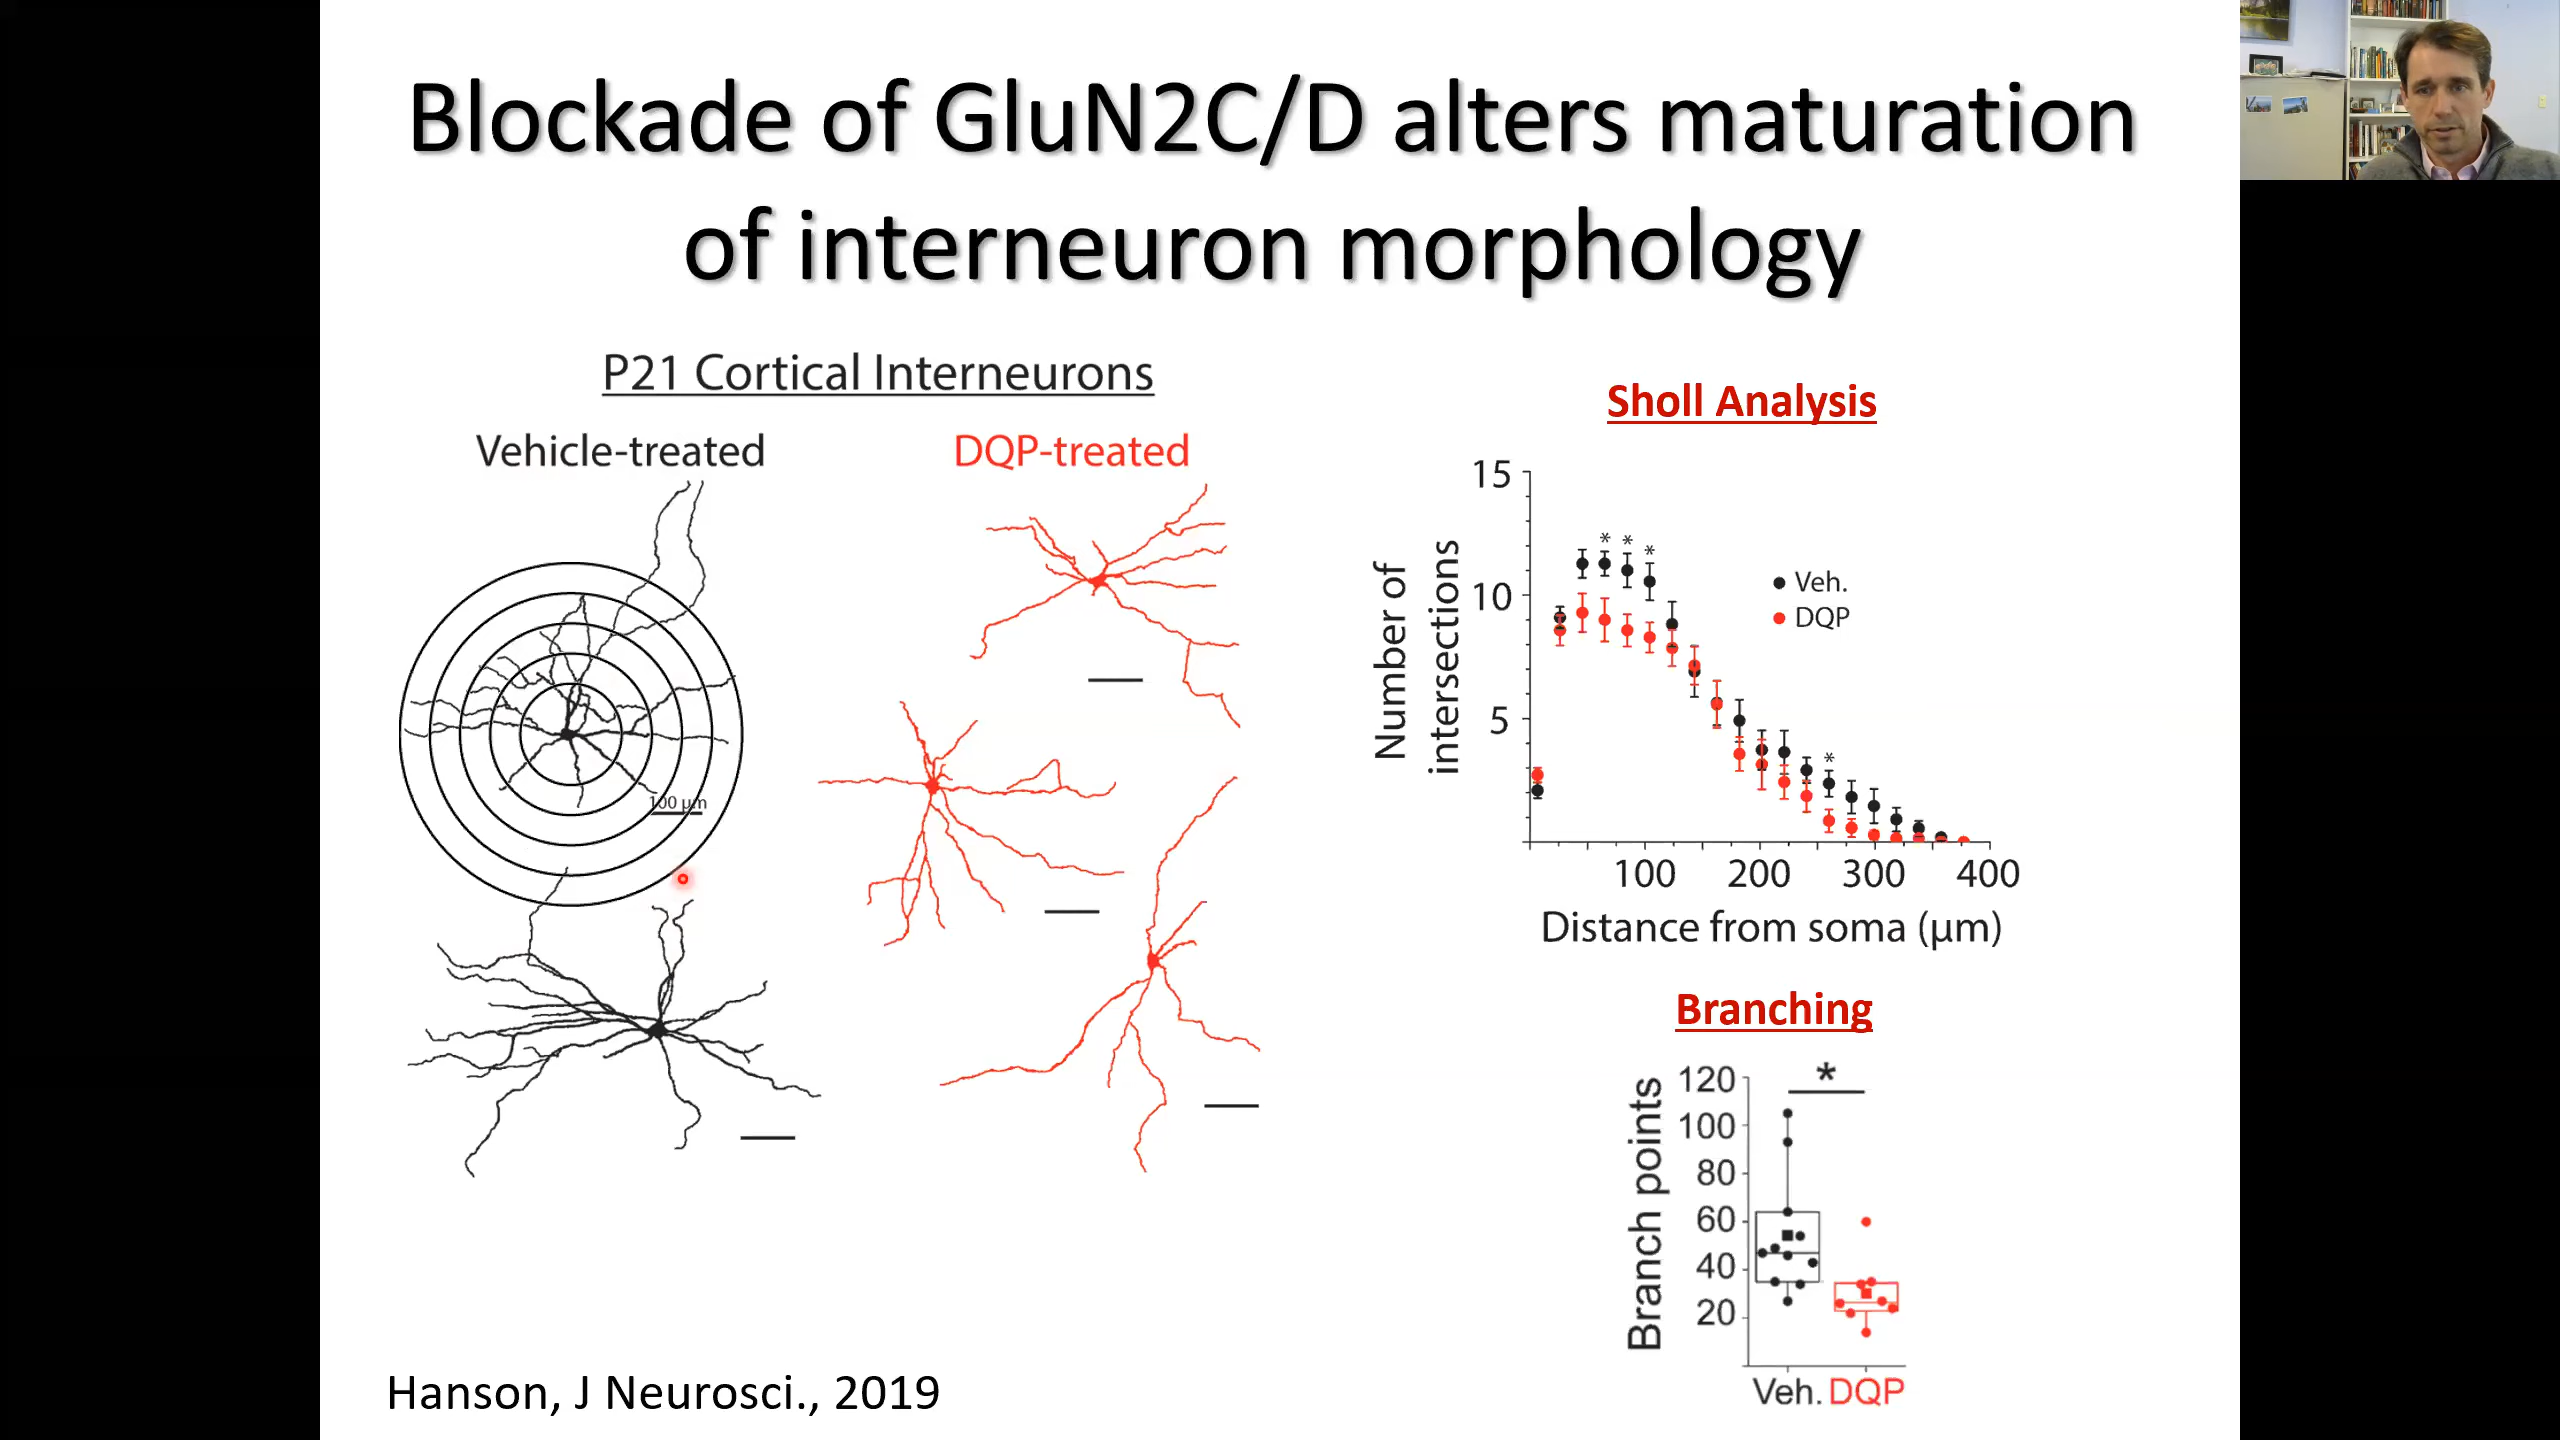 Blockade of GluN2C/D alters maturation
of interneuron morphology
P21 Cortical Interneurons
Vehicle-treated
DQP-treated
100 µm
Sholl Analysis
Number of
intersections
15
10
5
* * *
*
Veh.
DQP
100 200 300 400
Distance from soma (µm)
Branching
Branch points
120
100
80
60
40
20
*
Veh. DQP
Hanson, J Neurosci., 2019